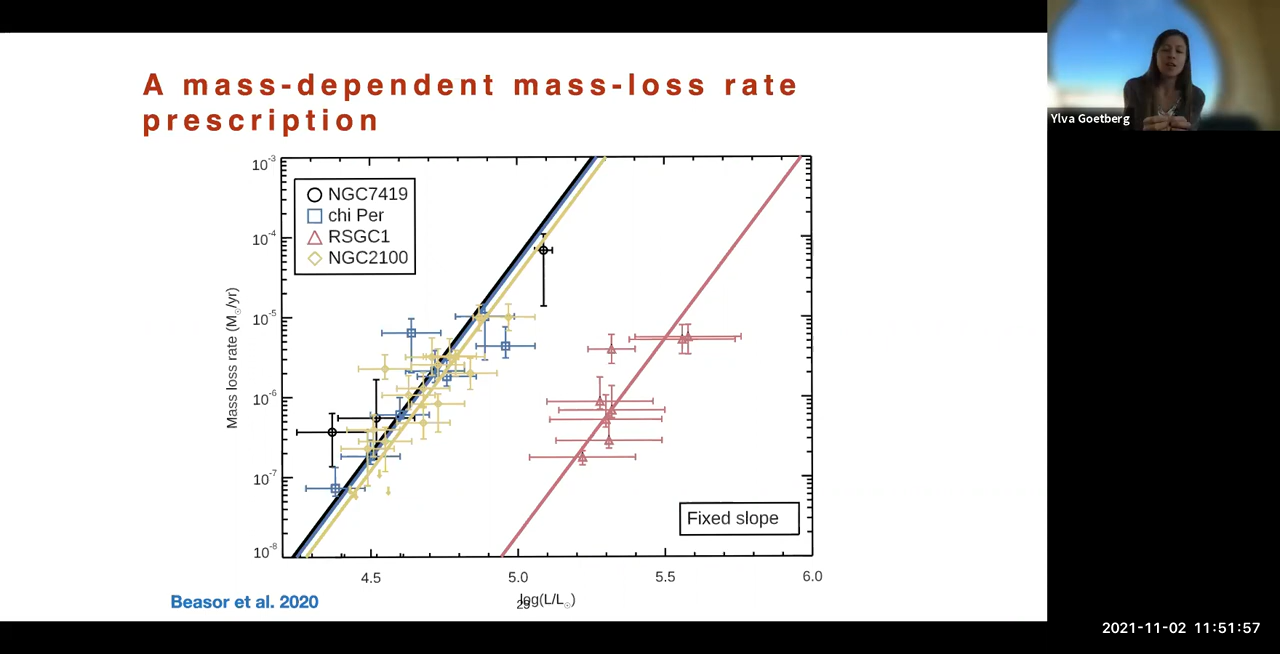 A mass-dependent mass-loss rate
prescription
Ylva Goetberg
10⁻³
10⁻⁴
10⁻⁵
10⁻⁶
10⁻⁷
10⁻⁸
Mass loss rate (M☉/yr)
NGC7419
chi Per
RSGC1
NGC2100
Fixed slope
4.5
5.0
5.5
6.0
log(L/L☉)
Beasor et al. 2020
29
2021-11-02 11:51:57